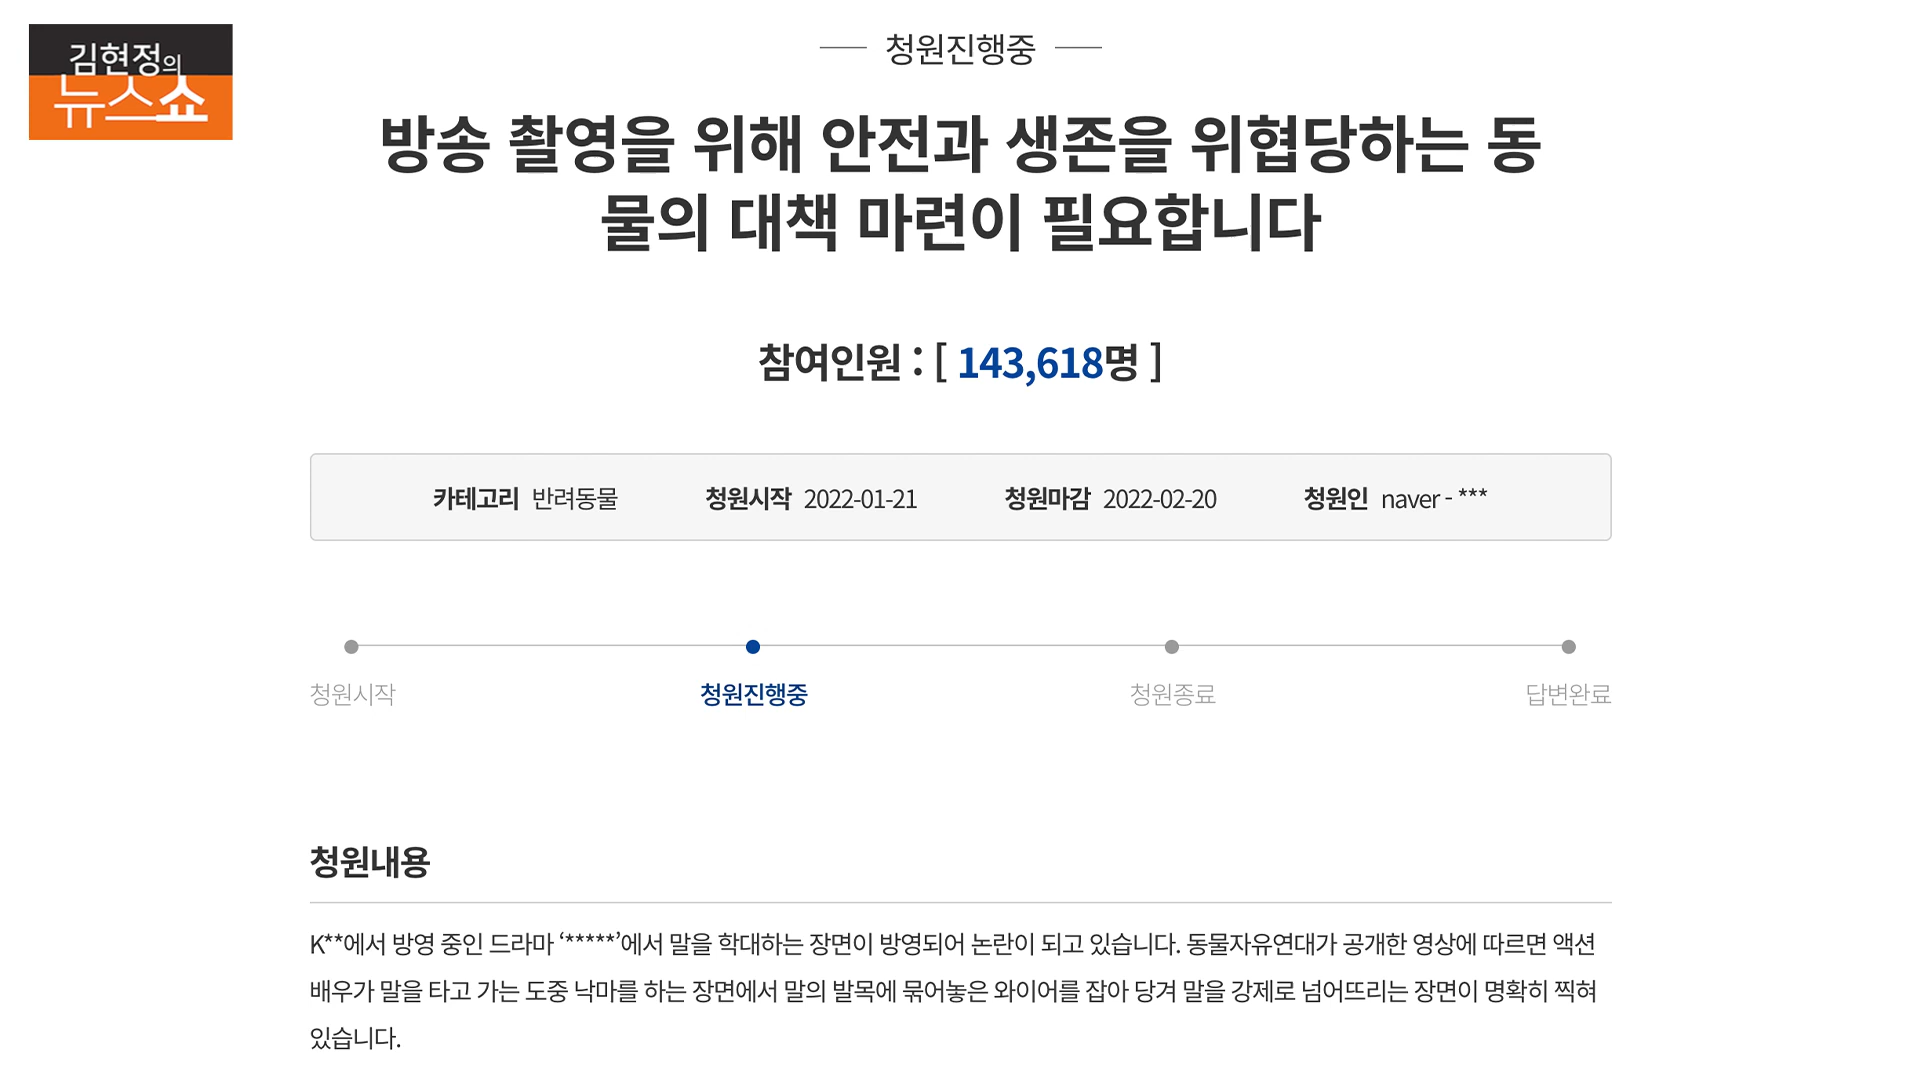 김현정의
뉴스쇼
청원진행중
방송 촬영을 위해 안전과 생존을 위협당하는 동
물의 대책 마련이 필요합니다
참여인원 : [ 143,618명 ]
카테고리 반려동물 청원시작 2022-01-21 청원마감 2022-02-20 청원인 naver - ***
청원시작 청원진행중 청원종료 답변완료
청원내용
K**에서 방영 중인 드라마 ‘*****’에서 말을 학대하는 장면이 방영되어 논란이 되고 있습니다. 동물자유연대가 공개한 영상에 따르면 액션
배우가 말을 타고 가는 도중 낙마를 하는 장면에서 말의 발목에 묶어놓은 와이어를 잡아 당겨 말을 강제로 넘어뜨리는 장면이 명확히 찍혀
있습니다.